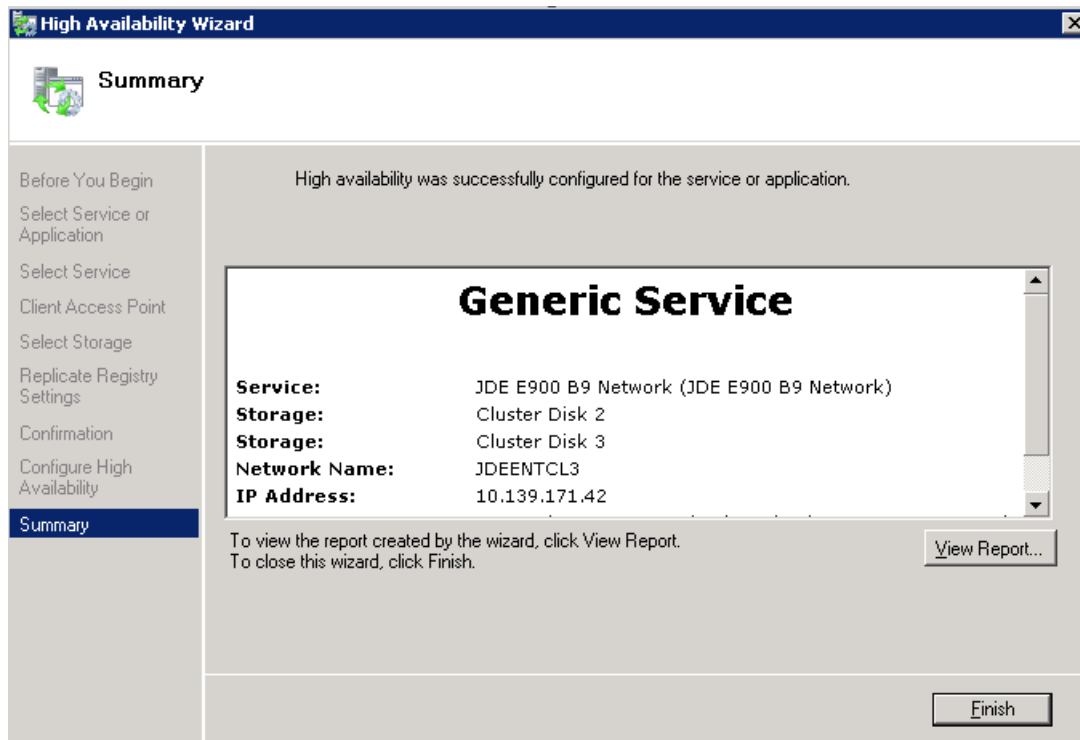 High Availability Wizard
Summary
Before You Begin
Select Service or
Application
Select Service
Client Access Point
Select Storage
Replicate Registry
Settings
Confirmation
Configure High
Availability
Summary
High availability was successfully configured for the service or application.
Generic Service
Service: JDE E900 B9 Network (JDE E900 B9 Network)
Storage: Cluster Disk 2
Storage: Cluster Disk 3
Network Name: JDEENTCL3
IP Address: 10.139.171.42
To view the report created by the wizard, click View Report.
To close this wizard, click Finish.
View Report...
Finish